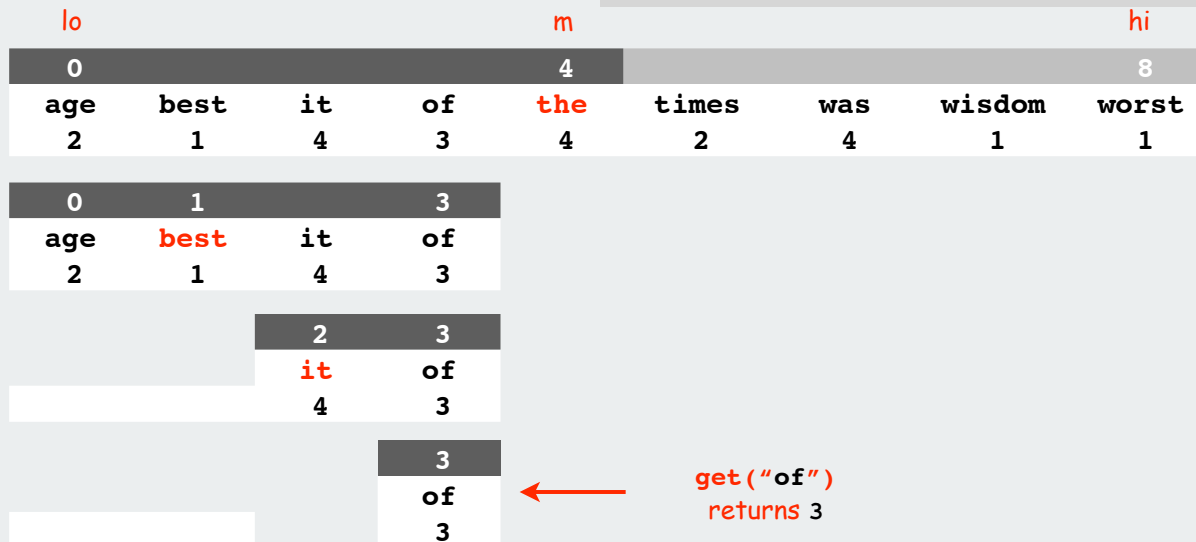 lo m hi
0 4 8
age best it of the times was wisdom worst
2 1 4 3 4 2 4 1 1
0 1 3
age best it of
2 1 4 3
2 3
it of
4 3
3
of
3
get(“of”)
returns 3